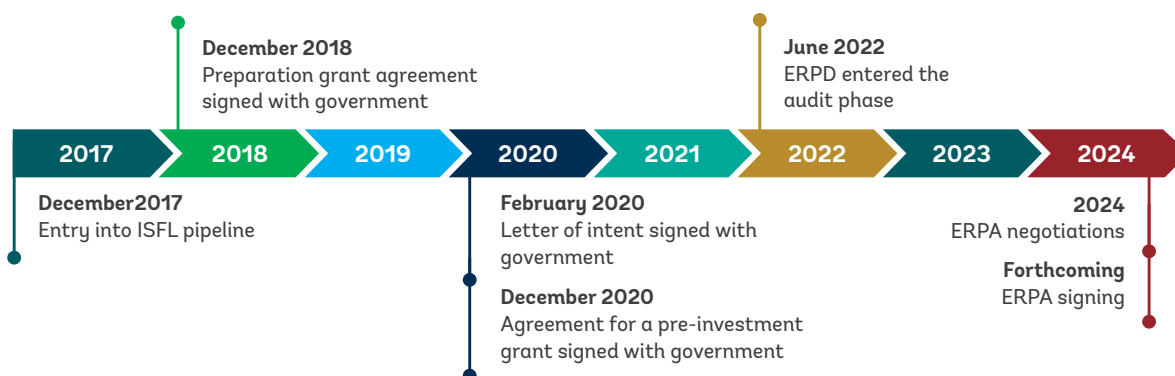 December 2018
Preparation grant agreement
signed with government
June 2022
ERPD entered the
audit phase
2017
2018
2019
2020
2021
2022
2023
2024
December2017
Entry into ISFL pipeline
February 2020
Letter of intent signed with
government
December 2020
Agreement for a pre-investment
grant signed with government
2024
ERPA negotiations
Forthcoming
ERPA signing